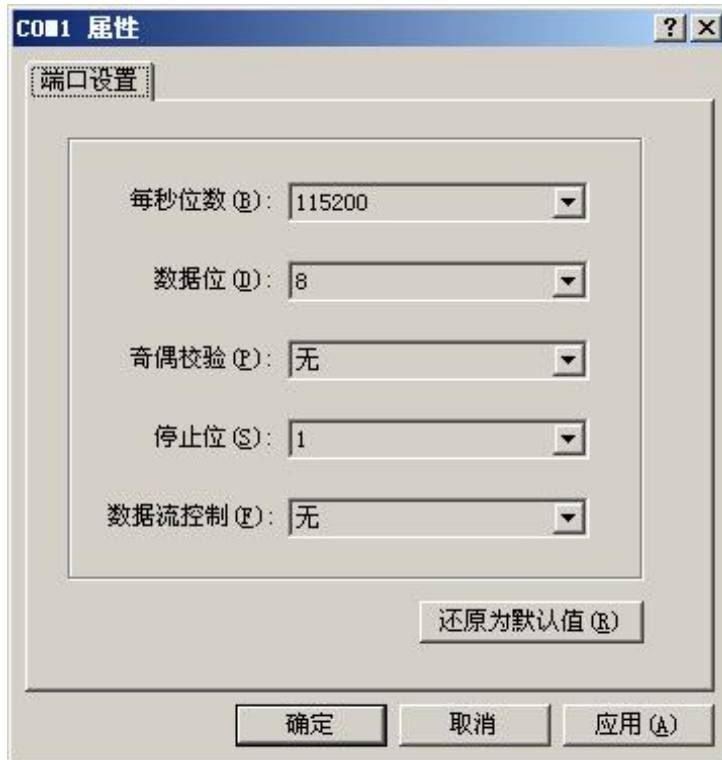 COM1 属性
端口设置
每秒位数(B): 115200
数据位(D): 8
奇偶校验(P): 无
停止位(S): 1
数据流控制(F): 无
还原为默认值(R)
确定 取消 应用(A)